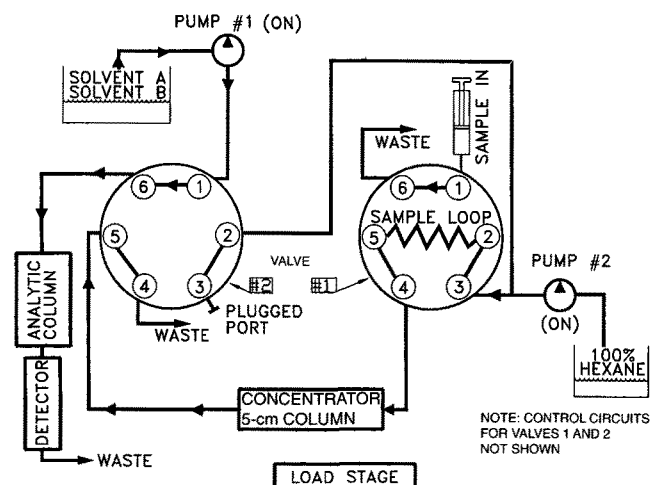 PUMP #1 (ON)
SOLVENT A
SOLVENT B
WASTE
SAMPLE IN
6
1
5
2
4
3
6
1
SAMPLE LOOP
5
2
4
3
VALVE
#2
#1
PLUGGED
PORT
WASTE
PUMP #2
(ON)
100%
HEXANE
ANALYTIC
COLUMN
DETECTOR
WASTE
CONCENTRATOR
5-cm COLUMN
NOTE: CONTROL CIRCUITS
FOR VALVES 1 AND 2
NOT SHOWN
LOAD STAGE